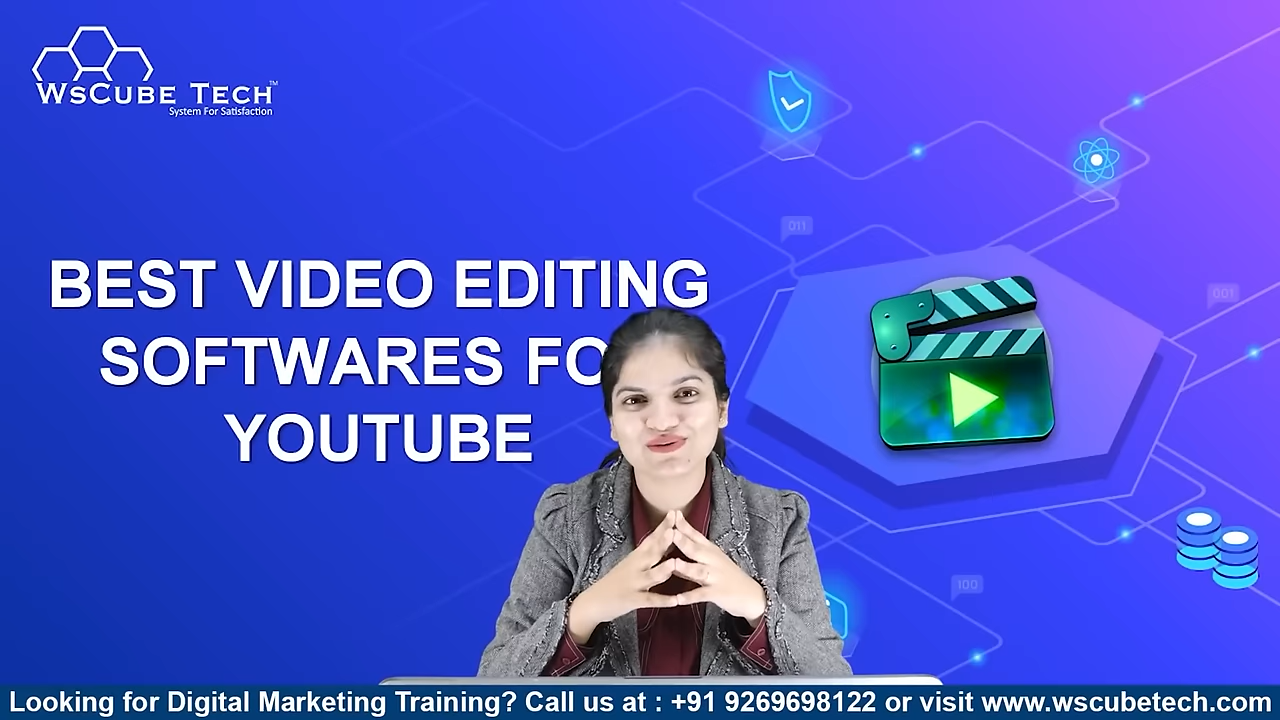 WSCUBE TECH™
System For Satisfaction
011
001
BEST VIDEO EDITING
SOFTWARES FO
YOUTUBE
100
Looking for Digital Marketing Training? Call us at : +91 9269698122 or visit www.wscubetech.com